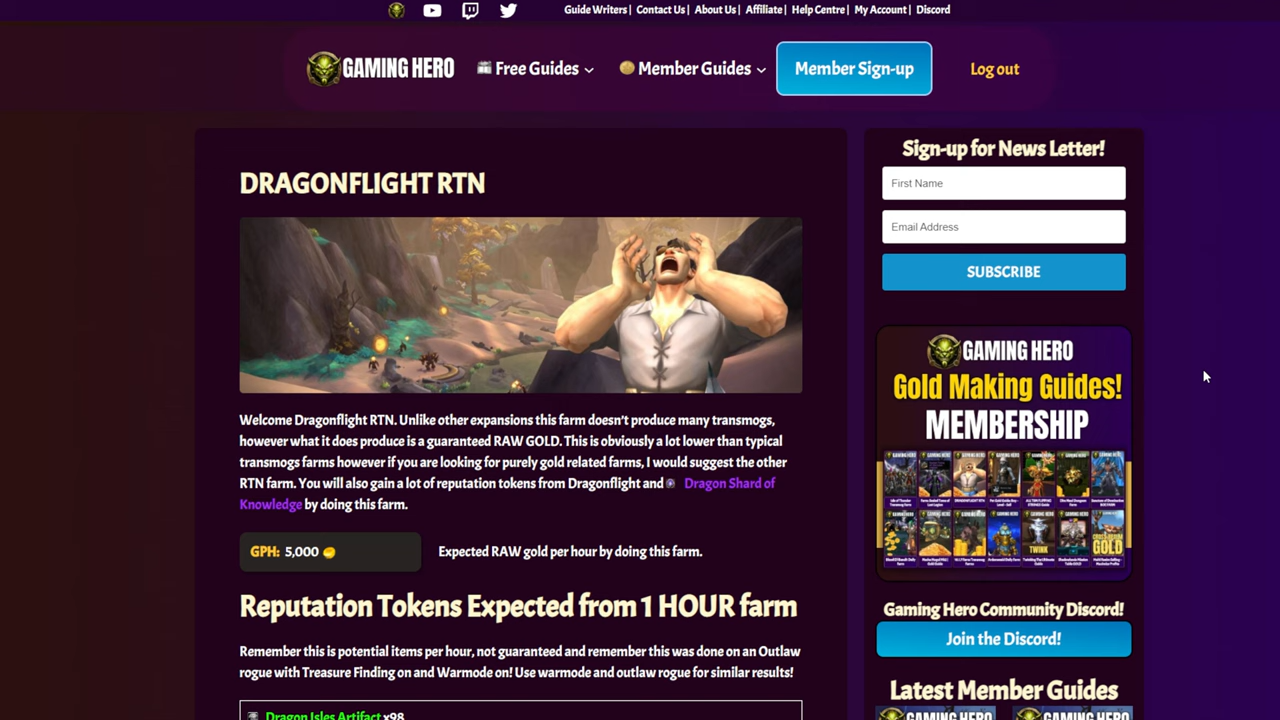 Guide Writers | Contact Us | About Us | Affiliate | Help Centre | My Account | Discord
GAMING HERO
Free Guides
Member Guides
Member Sign-up
Log out
DRAGONFLIGHT RTN
Welcome Dragonflight RTN. Unlike other expansions this farm doesn't produce many transmogs,
however what it does produce is a guaranteed RAW GOLD. This is obviously a lot lower than typical
transmogs farms however if you are looking for purely gold related farms, I would suggest the other
RTN farm. You will also gain a lot of reputation tokens from Dragonflight and Dragon Shard of
Knowledge by doing this farm.
GPH: 5,000
Expected RAW gold per hour by doing this farm.
Reputation Tokens Expected from 1 HOUR farm
Remember this is potential items per hour, not guaranteed and remember this was done on an Outlaw
rogue with Treasure Finding on and Warmode on! Use warmode and outlaw rogue for similar results!
Dragon Isles Artifact x98
Sign-up for News Letter!
First Name
Email Address
SUBSCRIBE
GAMING HERO
Gold Making Guides!
MEMBERSHIP
TWINK
GOLD
Gaming Hero Community Discord!
Join the Discord!
Latest Member Guides
GAMING HERO
GAMING HERO